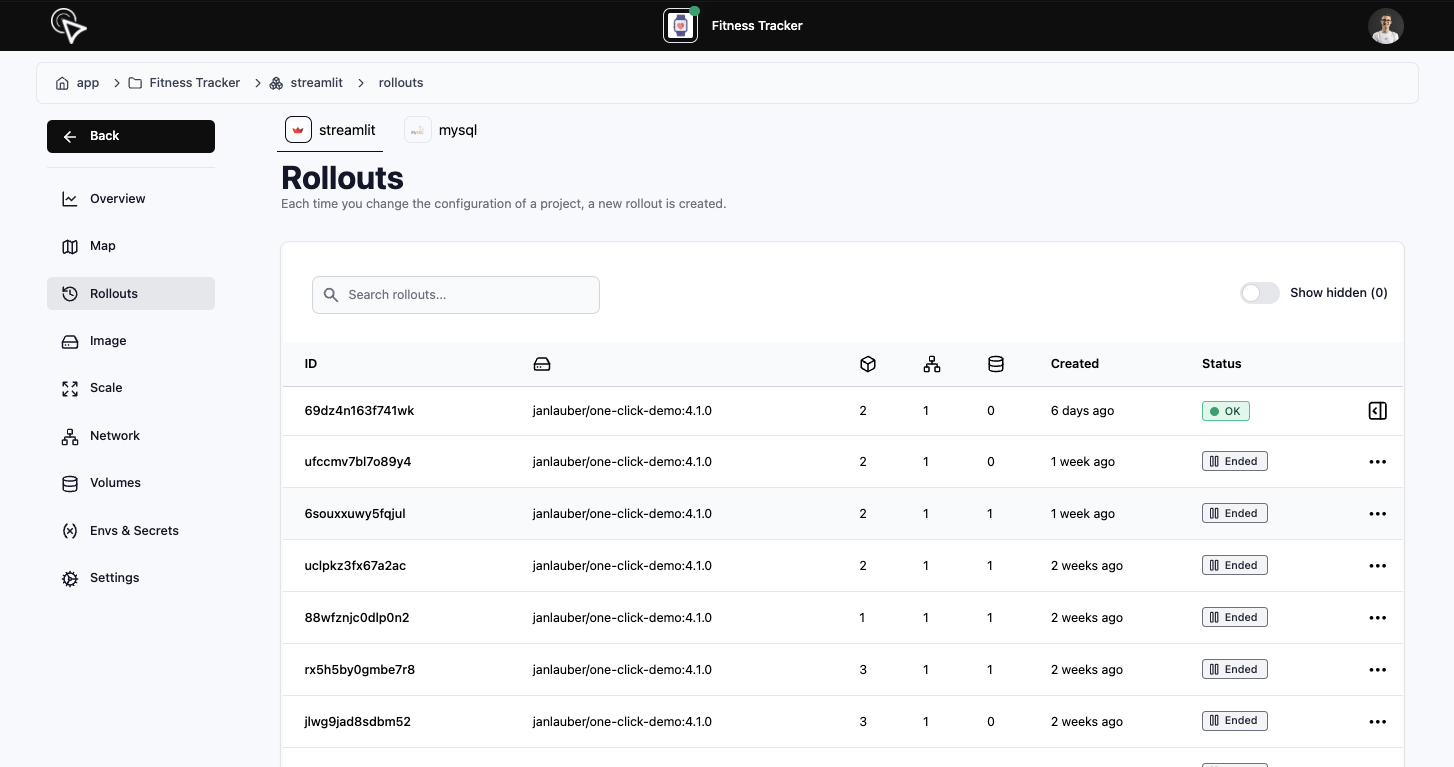 Fitness Tracker
app Fitness Tracker streamlit rollouts
Back
streamlit mysql
Rollouts
Each time you change the configuration of a project, a new rollout is created.
Overview
Map
Rollouts
Image
Scale
Network
Volumes
Envs & Secrets
Settings
Search rollouts...
Show hidden (0)
ID Created Status
69dz4n163f741wk janlauber/one-click-demo:4.1.0 2 1 0 6 days ago OK
ufccmv7bl7o89y4 janlauber/one-click-demo:4.1.0 2 1 0 1 week ago Ended
6souxxuwy5fqjul janlauber/one-click-demo:4.1.0 2 1 1 1 week ago Ended
uclpkz3fx67a2ac janlauber/one-click-demo:4.1.0 2 1 1 2 weeks ago Ended
88wfznjc0dlp0n2 janlauber/one-click-demo:4.1.0 1 1 1 2 weeks ago Ended
rx5h5by0gmbe7r8 janlauber/one-click-demo:4.1.0 3 1 1 2 weeks ago Ended
jlwg9jad8sdbm52 janlauber/one-click-demo:4.1.0 3 1 0 2 weeks ago Ended